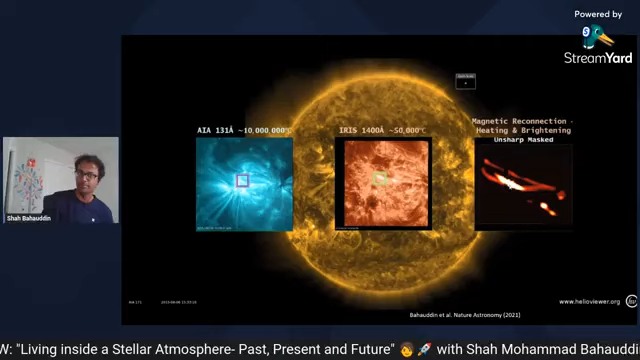 Powered by
StreamYard
AIA 131Å ~10,000,000℃
IRIS 1400Å ~50,000℃
Magnetic Reconnection -
Heating & Brightening
Unsharp Masked
Shah Bahauddin
AIA 171
www.helioviewer.org
Bahauddin et al. Nature Astronomy (2021)
W: "Living inside a Stellar Atmosphere- Past, Present and Future" 🧑🚀 with Shah Mohammad Bahauddi